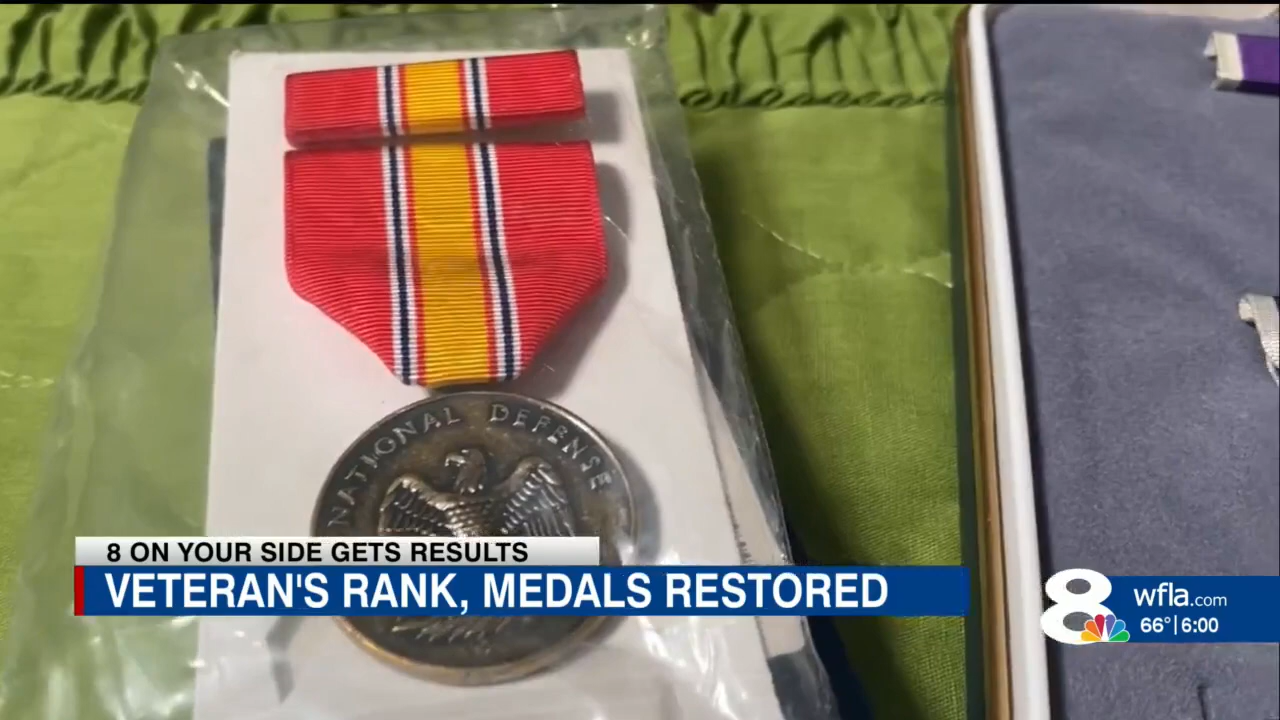 NATIONAL DEFENSE
8 ON YOUR SIDE GETS RESULTS
VETERAN'S RANK, MEDALS RESTORED
8
wfla.com
66° | 6:00